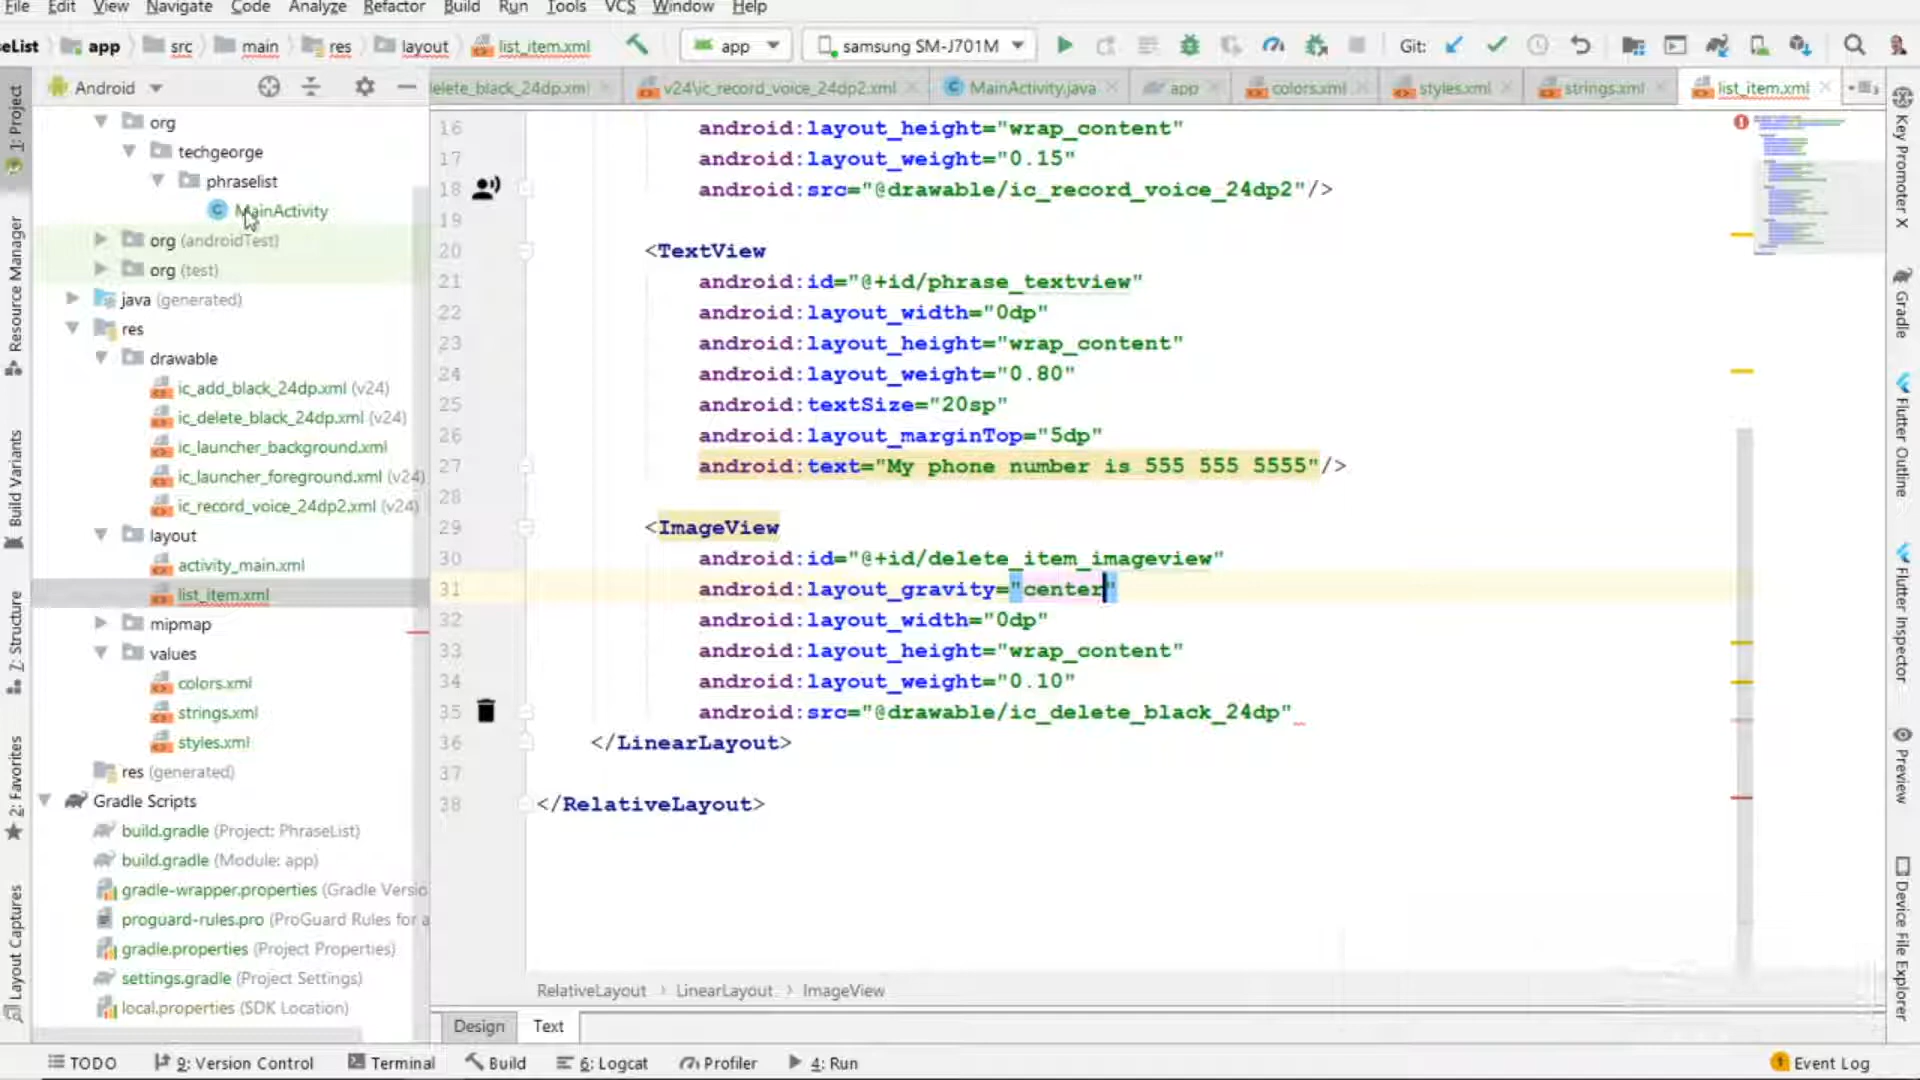 File Edit View Navigate Code Analyze Refactor Build Run Tools VCS Window Help
seList app src main res layout list_item.xml app samsung SM-J701M Git:
Android
elete_black_24dp.xml v24\ic_record_voice_24dp2.xml MainActivity.java app colors.xml styles.xml strings.xml list_item.xml
1: Project
Resource Manager
Build Variants
7: Structure
2: Favorites
Layout Captures
org
techgeorge
phraselist
MainActivity
org (androidTest)
org (test)
java (generated)
res
drawable
ic_add_black_24dp.xml (v24)
ic_delete_black_24dp.xml (v24)
ic_launcher_background.xml
ic_launcher_foreground.xml (v24)
ic_record_voice_24dp2.xml (v24)
layout
activity_main.xml
list_item.xml
mipmap
values
colors.xml
strings.xml
styles.xml
res (generated)
Gradle Scripts
build.gradle (Project: PhraseList)
build.gradle (Module: app)
gradle-wrapper.properties (Gradle Versio
proguard-rules.pro (ProGuard Rules for a
gradle.properties (Project Properties)
settings.gradle (Project Settings)
local.properties (SDK Location)
16 android:layout_height="wrap_content"
17 android:layout_weight="0.15"
18 android:src="@drawable/ic_record_voice_24dp2"/>
19
20 <TextView
21 android:id="@+id/phrase_textview"
22 android:layout_width="0dp"
23 android:layout_height="wrap_content"
24 android:layout_weight="0.80"
25 android:textSize="20sp"
26 android:layout_marginTop="5dp"
27 android:text="My phone number is 555 555 5555"/>
28
29 <ImageView
30 android:id="@+id/delete_item_imageview"
31 android:layout_gravity="center"
32 android:layout_width="0dp"
33 android:layout_height="wrap_content"
34 android:layout_weight="0.10"
35 android:src="@drawable/ic_delete_black_24dp"
36 </LinearLayout>
37
38 </RelativeLayout>
RelativeLayout LinearLayout ImageView
Design Text
Key Promoter X
Gradle
Flutter Outline
Flutter Inspector
Preview
Device File Explorer
TODO 9: Version Control Terminal Build 6: Logcat Profiler 4: Run Event Log